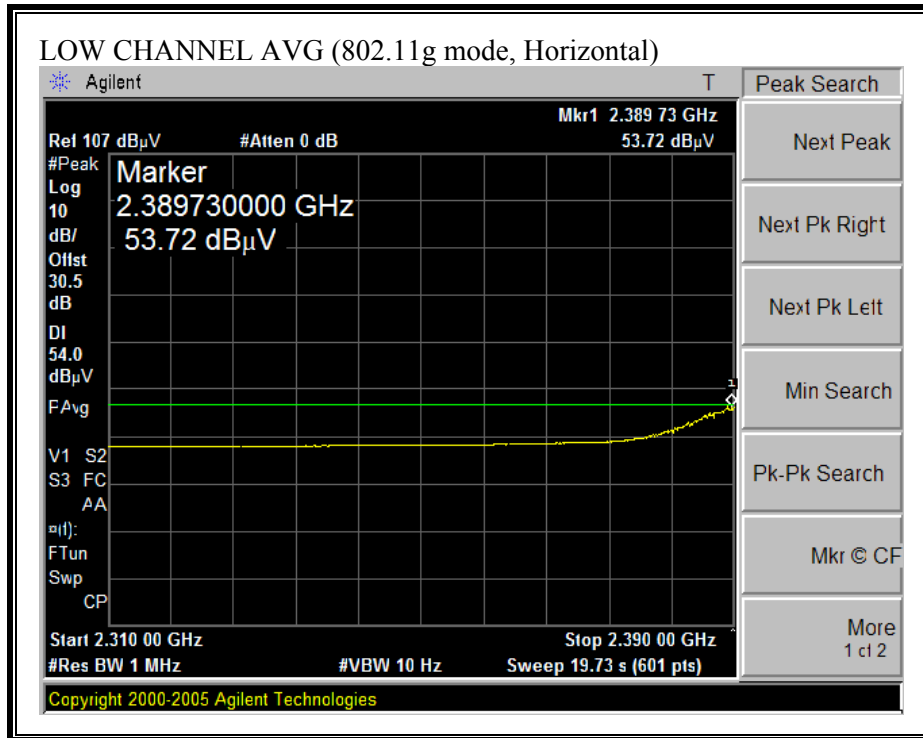 LOW CHANNEL AVG (802.11g mode, Horizontal)
Agilent T
Peak Search
Mkr1 2.389 73 GHz
Ref 107 dBµV #Atten 0 dB 53.72 dBµV
#Peak
Log
10
dB/
Offst
30.5
dB
DI
54.0
dBµV
FAvg
V1 S2
S3 FC
AA
¤(f):
FTun
Swp
CP
Marker
2.389730000 GHz
53.72 dBµV
1
Start 2.310 00 GHz Stop 2.390 00 GHz
#Res BW 1 MHz #VBW 10 Hz Sweep 19.73 s (601 pts)
Copyright 2000-2005 Agilent Technologies
Next Peak
Next Pk Right
Next Pk Left
Min Search
Pk-Pk Search
Mkr © CF
More
1 of 2